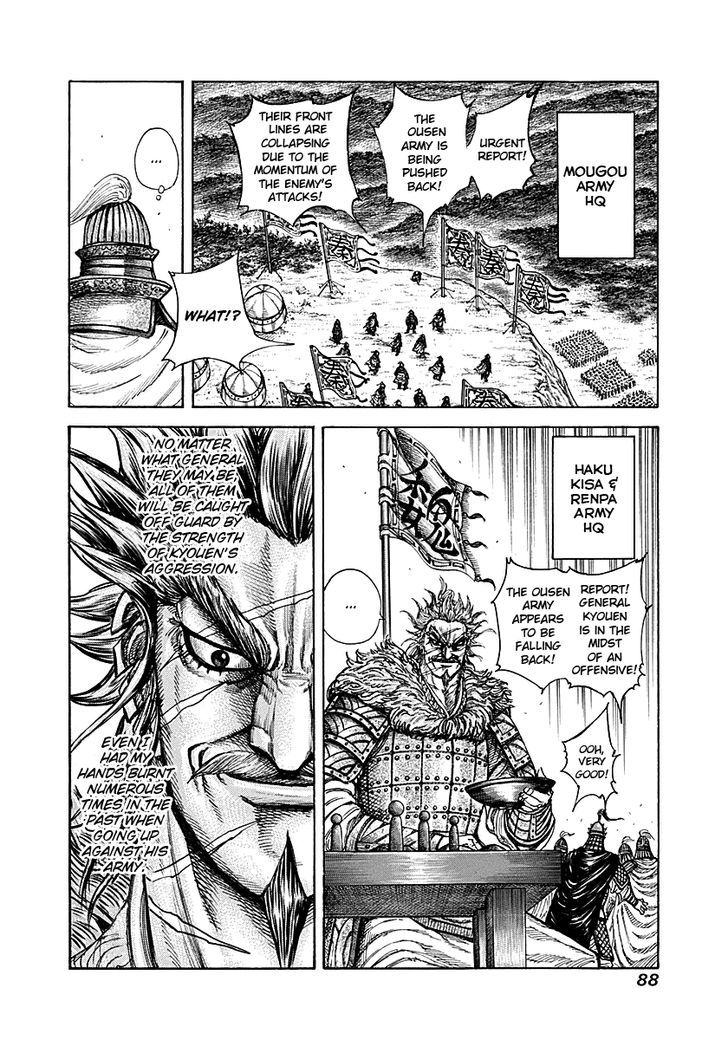 MOUGOU
ARMY
HQ
URGENT
REPORT!
THE
OUSEN
ARMY IS
BEING
PUSHED
BACK!
THEIR FRONT
LINES ARE
COLLAPSING
DUE TO THE
MOMENTUM OF
THE ENEMY'S
ATTACKS!
WHAT!?
...
HAKU
KISA &
RENPA
ARMY
HQ
REPORT!
GENERAL
KYOUEN
IS IN THE
MIDST
OF AN
OFFENSIVE!
THE OUSEN
ARMY
APPEARS
TO BE
FALLING
BACK!
OOH,
VERY
GOOD!
...
NO MATTER
WHAT GENERAL
THEY MAY BE,
ALL OF THEM
WILL BE CAUGHT
OFF GUARD BY
THE STRENGTH
OF KYOUEN'S
AGGRESSION.
EVEN I
HAD MY
HANDS BURNT
NUMEROUS
TIMES IN THE
PAST WHEN
GOING UP
AGAINST HIS
ARMY.
88